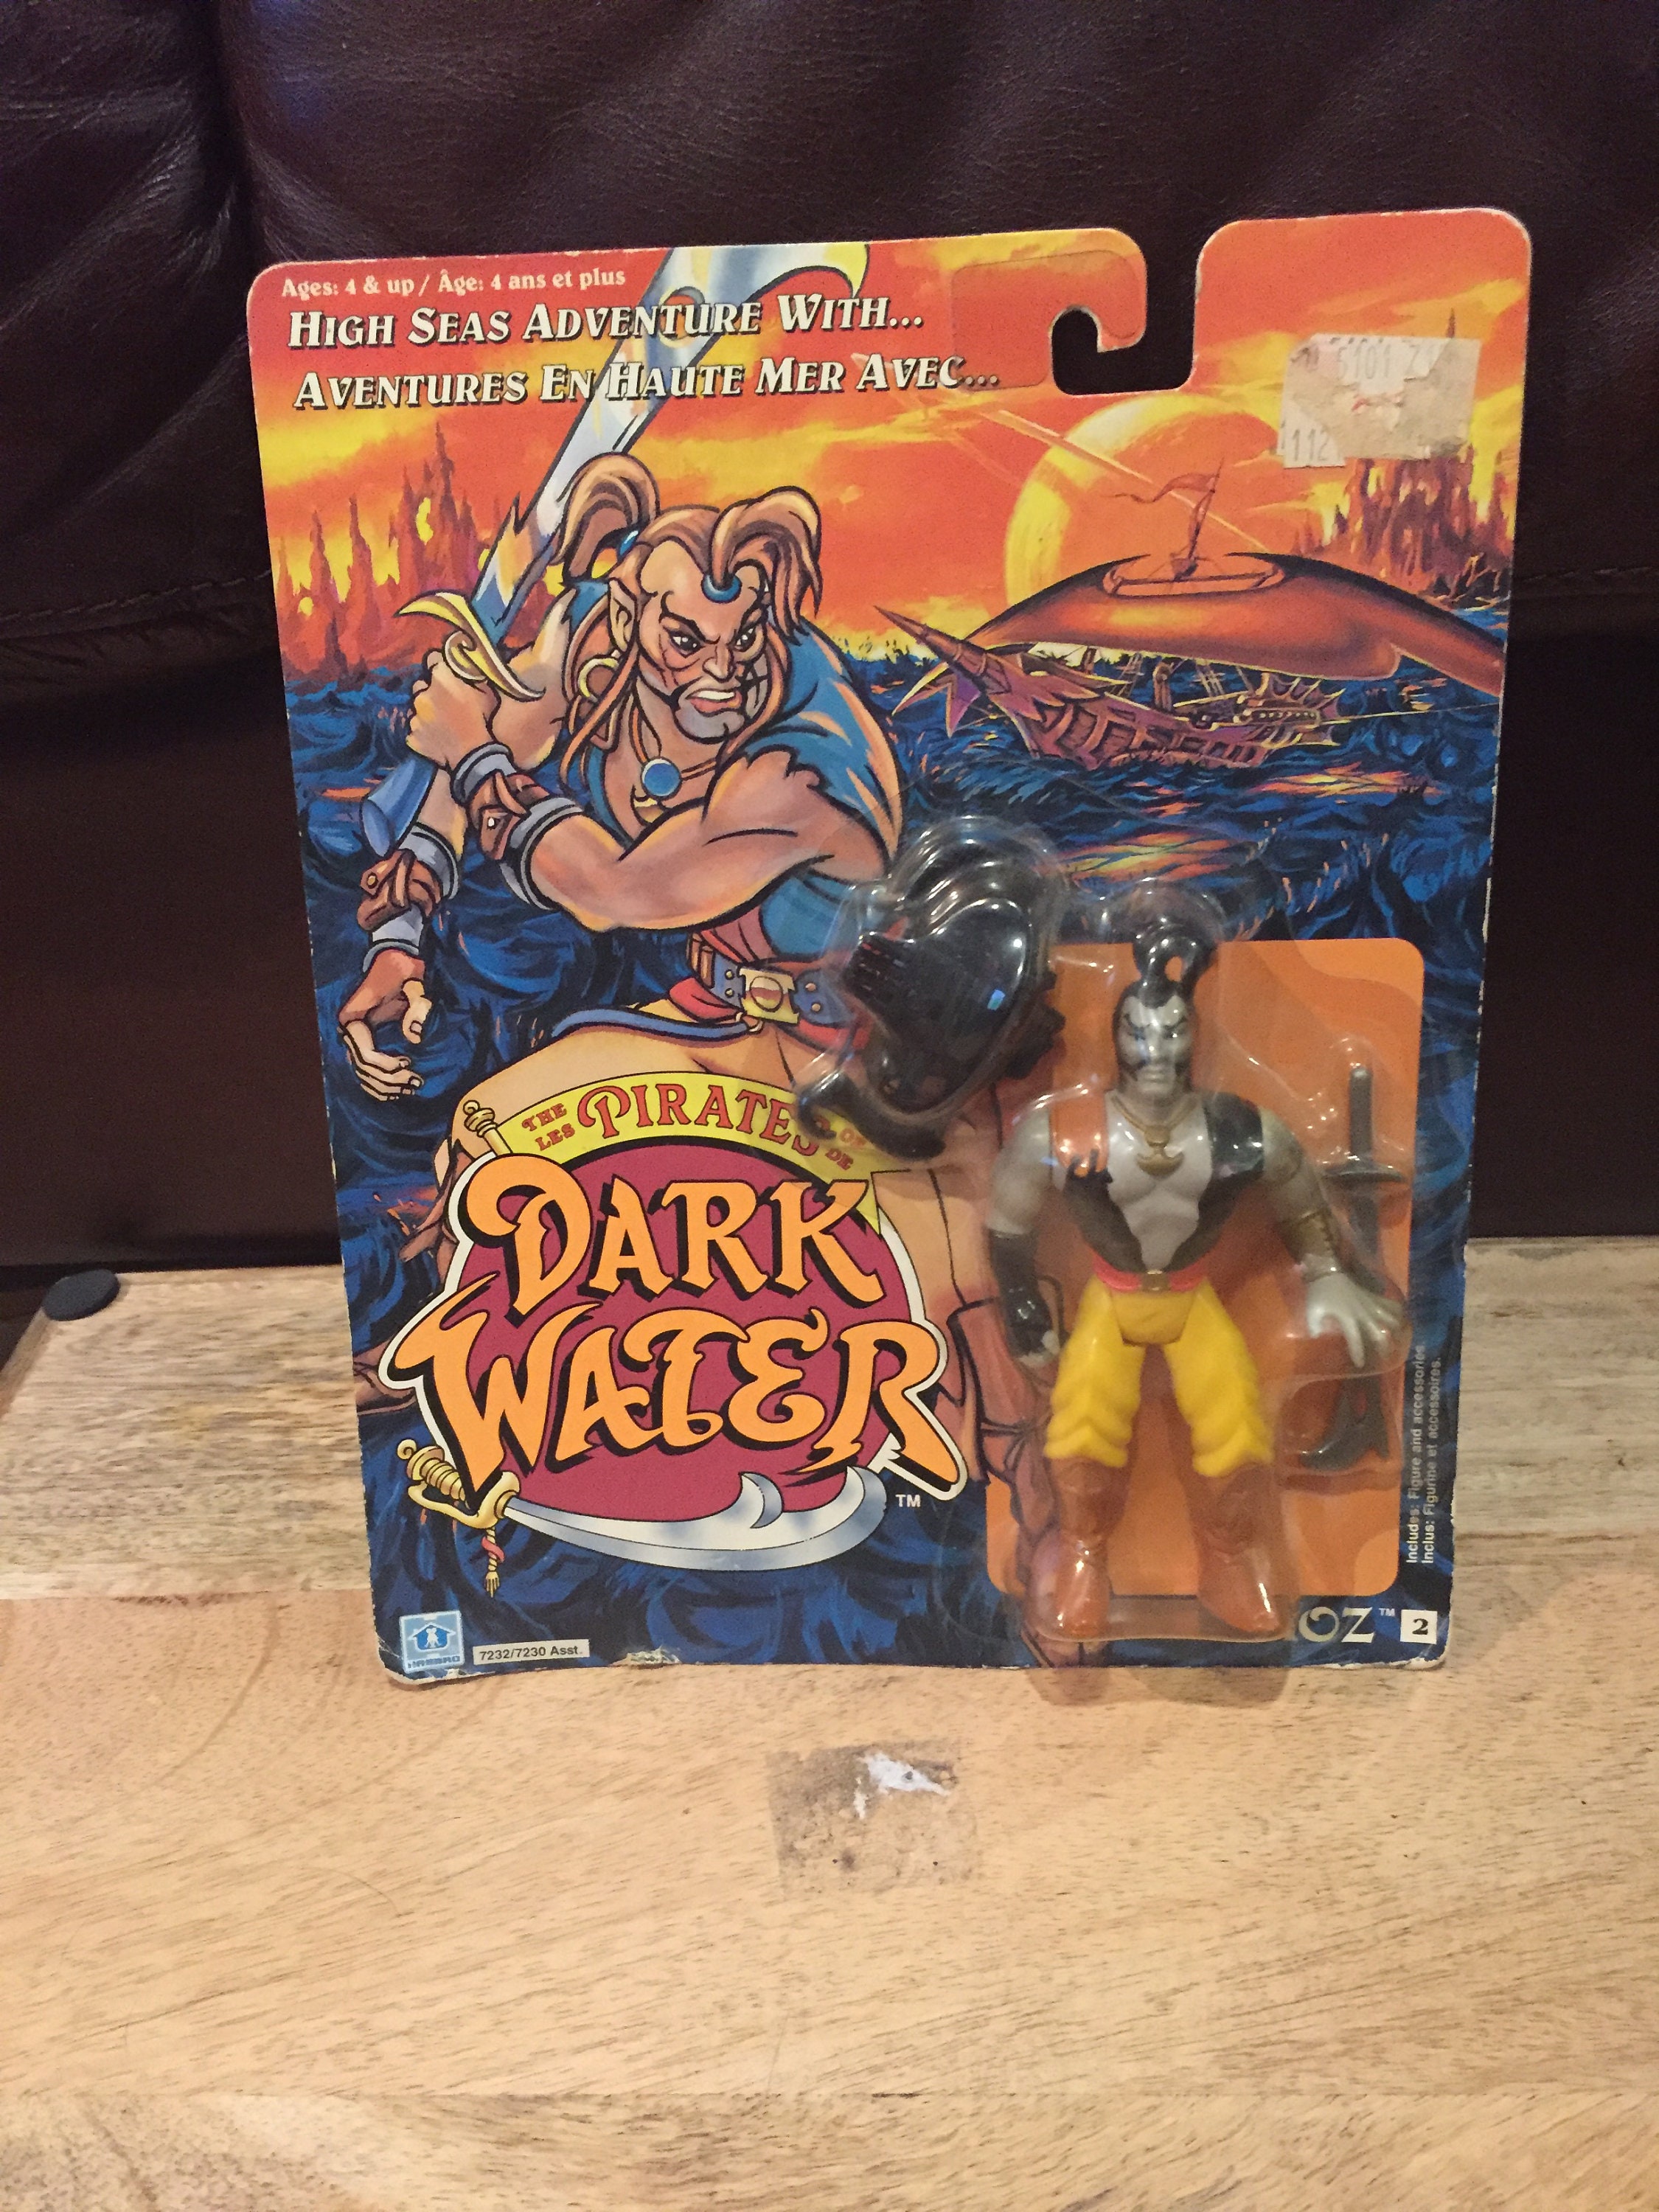 Ages: 4 & up / Âge: 4 ans et plus
HIGH SEAS ADVENTURE WITH...
AVENTURES EN HAUTE MER AVEC...
5101 Z
1112
THE PIRATES OF
LES DE
DARK
WATER
TM
Includes: Figure and accessories.
Inclus: Figurine et accessoires.
HASBRO
7232/7230 Asst.
OZ™ 2